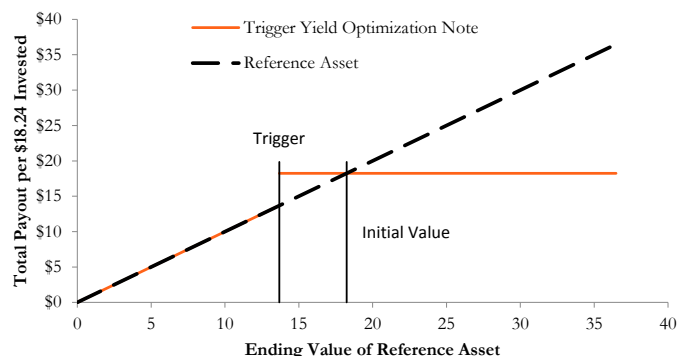 Trigger Yield Optimization Note
Reference Asset
Total Payout per $18.24 Invested
$40
$35
$30
$25
$20
$15
$10
$5
$0
Trigger
Initial Value
0 5 10 15 20 25 30 35 40
Ending Value of Reference Asset